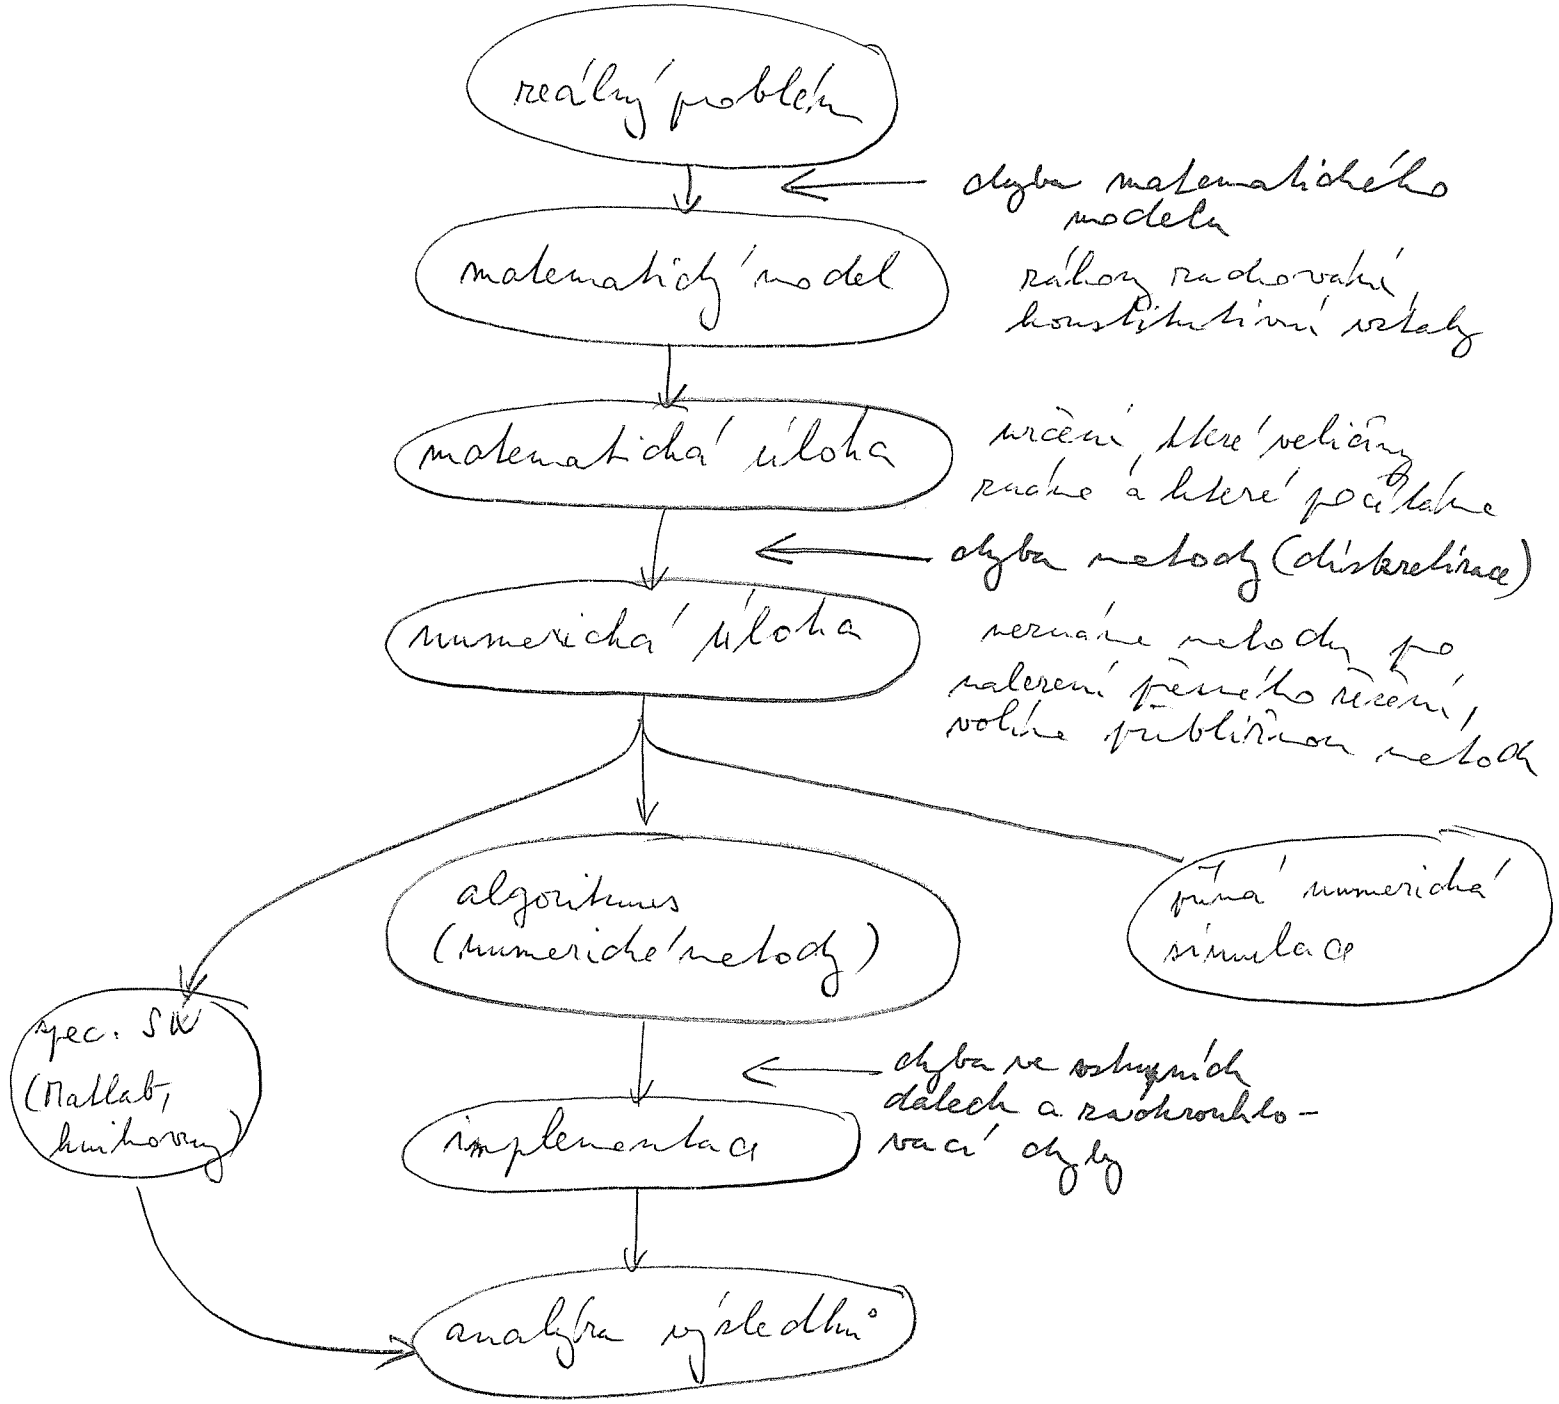 reálný problém
chyba matematického
modelu
matematický model
zákony zachování,
konstitutivní vztahy
matematická úloha
určení, které veličiny
známe a které počítáme
chyba metody (diskretizace)
numerická úloha
neznáme metody po
nalezení přesného řešení,
volíme přibližnou metodu
algoritmus
(numerické metody)
přímá numerická
simulace
spec. SW
(Matlab,
knihovny)
chyba ve vstupních
datech a zaokrouhlo-
vací chyby
implementace
analýza výsledků